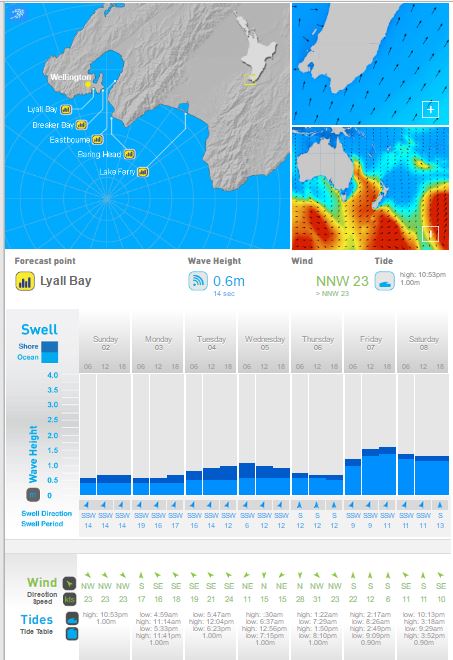 Wellington
Lyall Bay
Breaker Bay
Eastbourne
Baring Head
Lake Ferry
Forecast point Wave Height Wind Tide
Lyall Bay 0.6m NNW 23 high: 10:53pm
14 sec > NNW 23 1.00m
Swell
Shore
Ocean
Sunday 02 Monday 03 Tuesday 04 Wednesday 05 Thursday 06 Friday 07 Saturday 08
06 12 18 06 12 18 06 12 18 06 12 18 06 12 18 06 12 18 06 12 18
Wave Height
4.0
3.5
3.0
2.5
2.0
1.5
1.0
0.5
0
Swell Direction SSW SSW SSW SSW SSW SSW SSW SSW SSW SSW SSW SSW S S SSW SSW SSW SSW SSW SSW S
Swell Period 14 14 14 19 16 17 16 14 12 6 12 12 12 12 12 9 9 11 11 11 13
Wind NW NW NW S SE SE SE SE SE NE N NE N NW NW S S S SE S SE
Direction
Speed kts 23 23 23 15 18 18 19 21 24 11 15 15 28 31 23 22 12 6 11 11 10
Tides
Tide Table
high: 10:53pm
1.00m
low: 4:59am
high: 11.14am
low: 5:33pm
high: 11:41pm
1.00m
low: 5.47am
high: 12.04pm
low: 6:23pm
1.00m
high: :30am
low: 6:37am
high: 12.56pm
low: 7:15pm
1.00m
high: 1:22am
low: 7:29am
high: 1:50pm
low: 8:10pm
1.00m
high: 2:17am
low: 8:26am
high: 2:49pm
low: 9:09pm
0.90m
low: 10.13pm
high: 3.18am
low: 9.29am
high: 3.52pm
0.90m